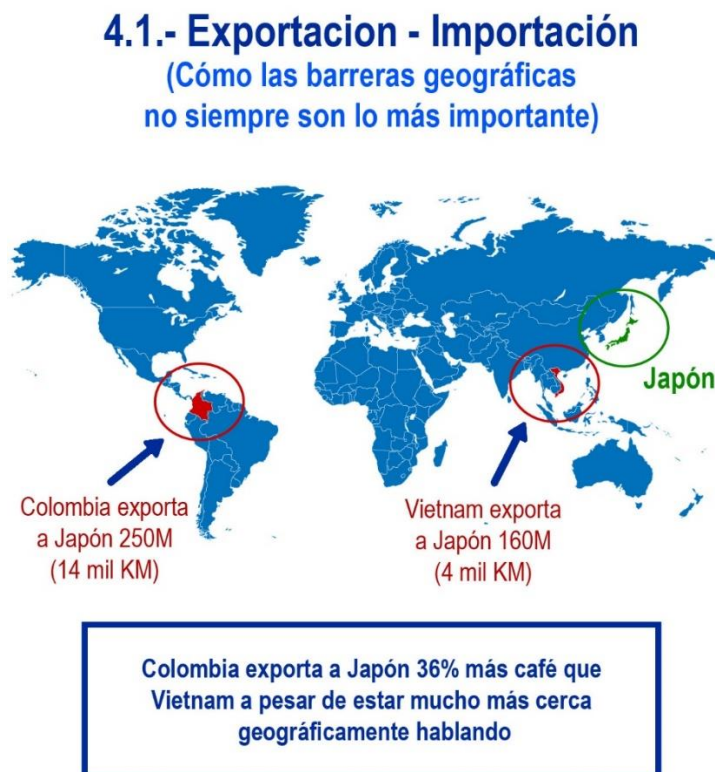 4.1.- Exportacion - Importación
(Cómo las barreras geográficas
no siempre son lo más importante)
Japón
Colombia exporta
a Japón 250M
(14 mil KM)
Vietnam exporta
a Japón 160M
(4 mil KM)
Colombia exporta a Japón 36% más café que
Vietnam a pesar de estar mucho más cerca
geográficamente hablando